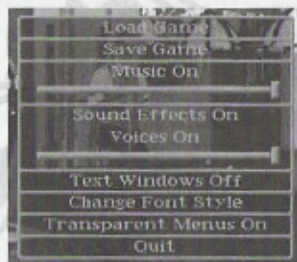 Load Game
Save Game
Music On
Sound Effects On
Voices On
Text Windows Off
Change Font Style
Transparent Menus On
Quit